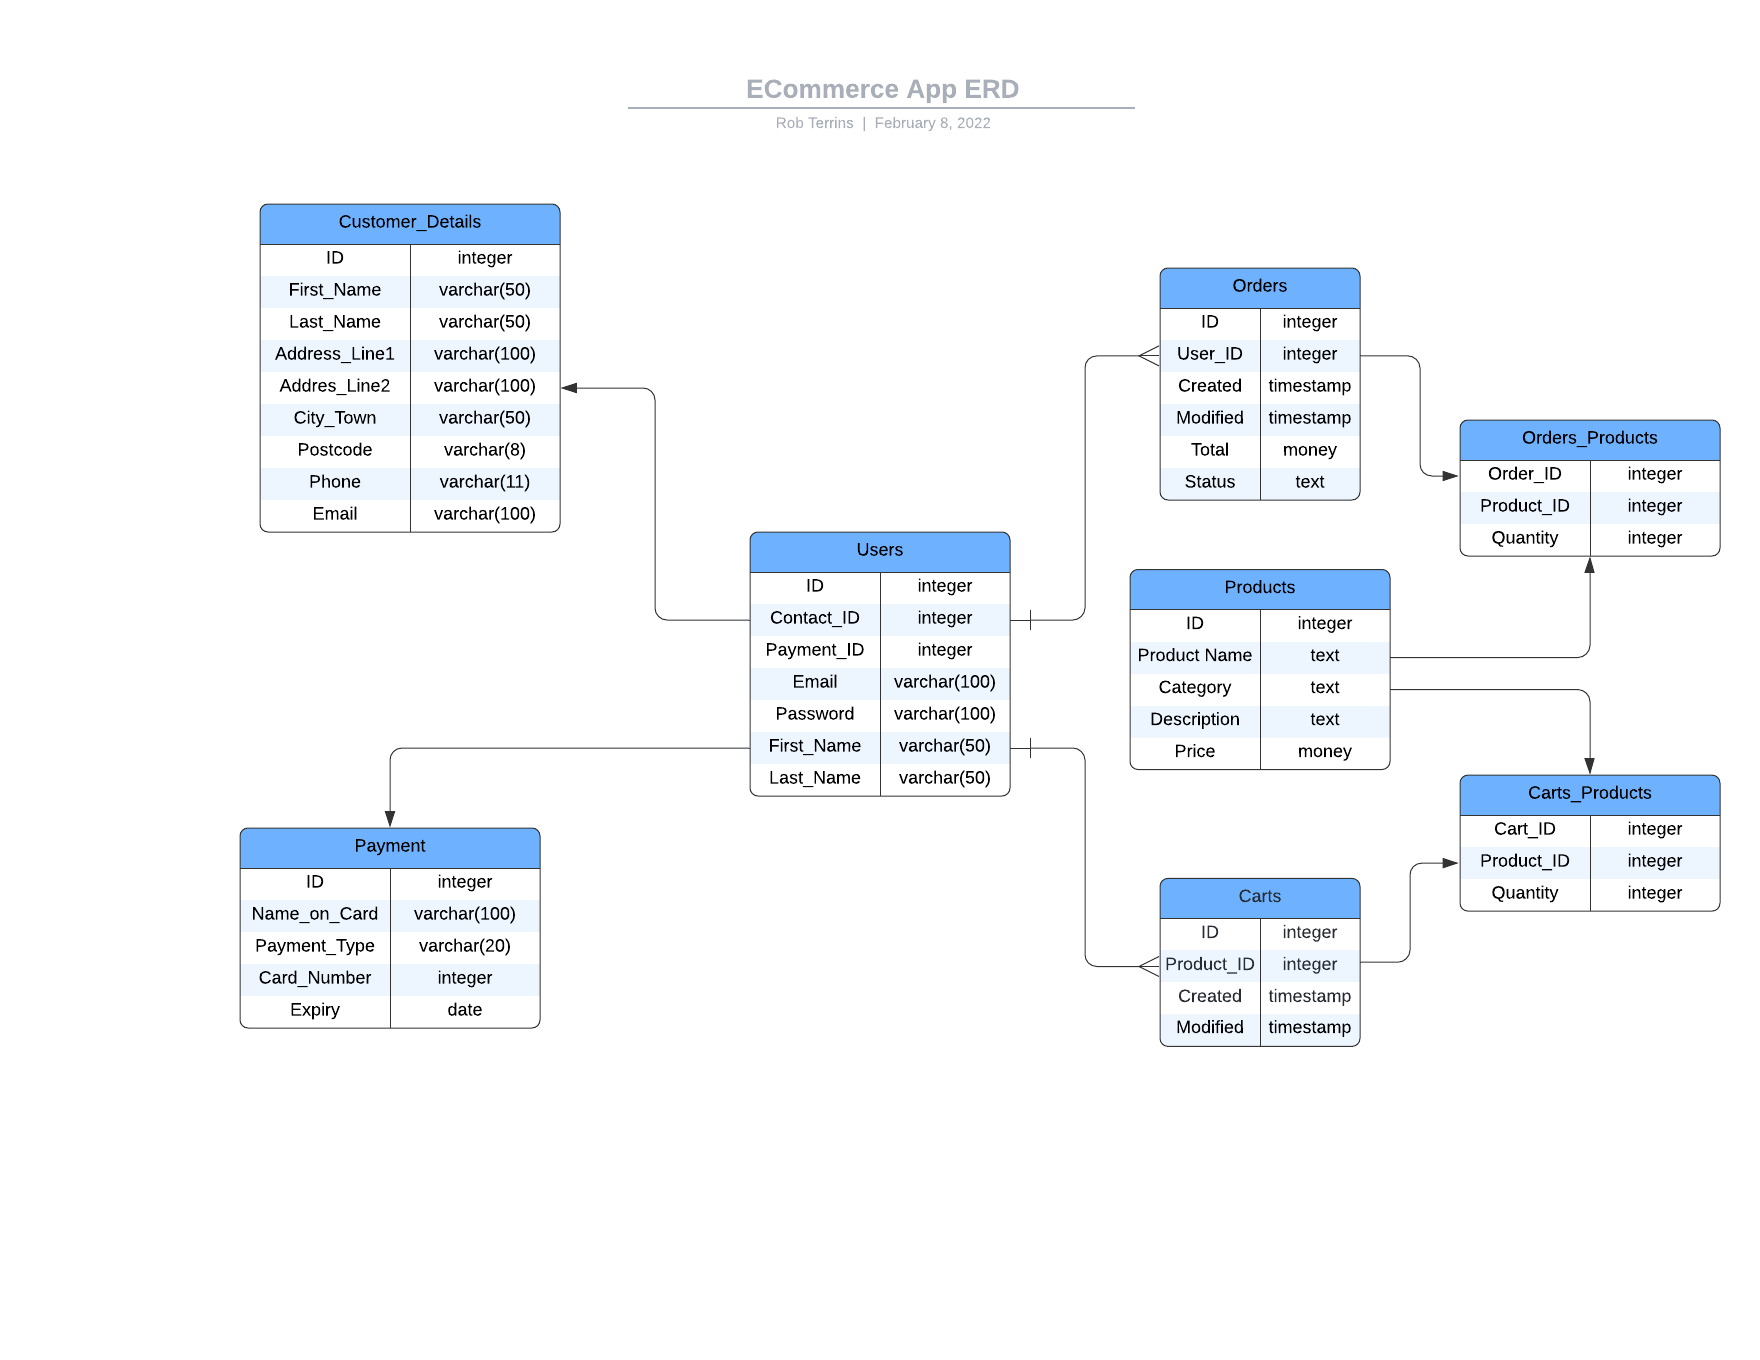 ECommerce App ERD
Rob Terrins | February 8, 2022
Customer_Details
ID integer
First_Name varchar(50)
Last_Name varchar(50)
Address_Line1 varchar(100)
Addres_Line2 varchar(100)
City_Town varchar(50)
Postcode varchar(8)
Phone varchar(11)
Email varchar(100)
Users
ID integer
Contact_ID integer
Payment_ID integer
Email varchar(100)
Password varchar(100)
First_Name varchar(50)
Last_Name varchar(50)
Payment
ID integer
Name_on_Card varchar(100)
Payment_Type varchar(20)
Card_Number integer
Expiry date
Orders
ID integer
User_ID integer
Created timestamp
Modified timestamp
Total money
Status text
Orders_Products
Order_ID integer
Product_ID integer
Quantity integer
Products
ID integer
Product Name text
Category text
Description text
Price money
Carts_Products
Cart_ID integer
Product_ID integer
Quantity integer
Carts
ID integer
Product_ID integer
Created timestamp
Modified timestamp